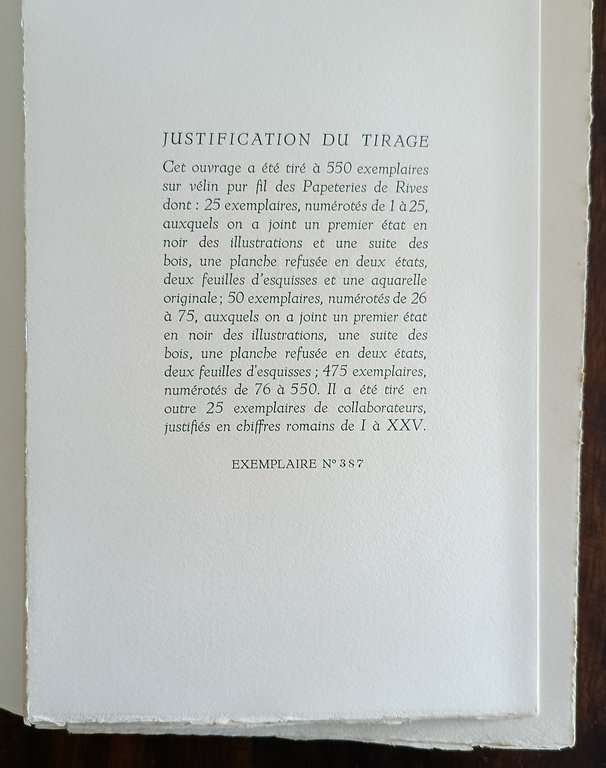 JUSTIFICATION DU TIRAGE
Cet ouvrage a été tiré à 550 exemplaires
sur vélin pur fil des Papeteries de Rives
dont : 25 exemplaires, numérotés de 1 à 25,
auxquels on a joint un premier état en
noir des illustrations et une suite des
bois, une planche refusée en deux états,
deux feuilles d'esquisses et une aquarelle
originale ; 50 exemplaires, numérotés de 26
à 75, auxquels on a joint un premier état
en noir des illustrations, une suite des
bois, une planche refusée en deux états,
deux feuilles d'esquisses ; 475 exemplaires,
numérotés de 76 à 550. Il a été tiré en
outre 25 exemplaires de collaborateurs,
justifiés en chiffres romains de I à XXV.
EXEMPLAIRE Nº 387